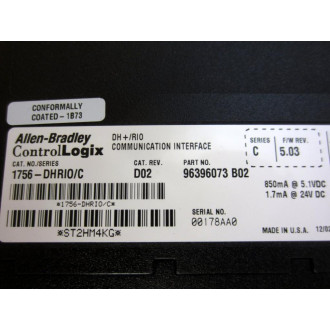 CONFORMALLY
COATED-1B73
Allen-Bradley
ControlLogix
DH+/RIO
COMMUNICATION INTERFACE
SERIES
C
F/W REV.
5.03
CAT. NO./SERIES
1756-DHRIO/C
CAT. REV.
D02
PART NO.
96396073 B02
850mA @ 5.1VDC
1.7mA @ 24V DC
*1756-DHRIO/C*
SERIAL NO.
00178AA0
*ST2HM4KG*
MADE IN U.S.A.